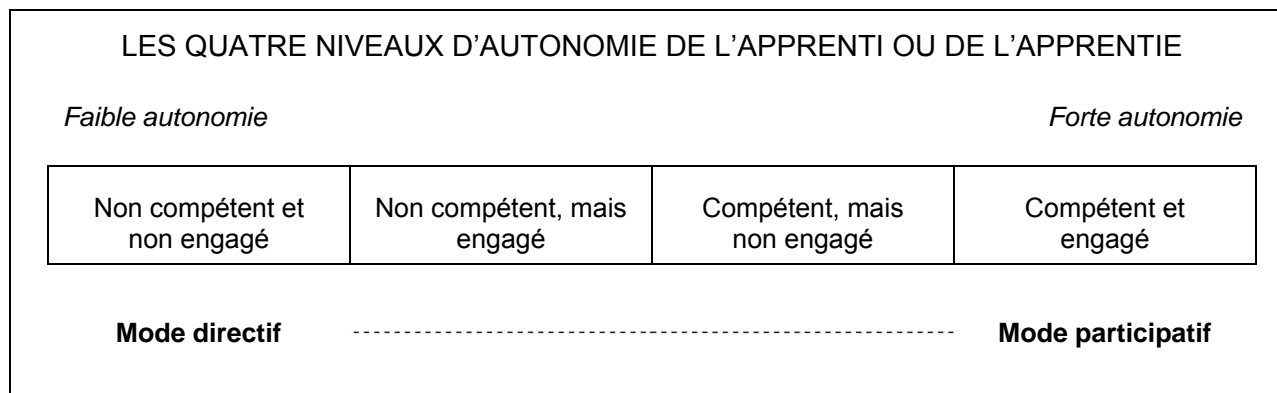 LES QUATRE NIVEAUX D’AUTONOMIE DE L’APPRENTI OU DE L’APPRENTIE
Faible autonomie
Forte autonomie
Non compétent et
non engagé
Non compétent, mais
engagé
Compétent, mais
non engagé
Compétent et
engagé
Mode directif
Mode participatif